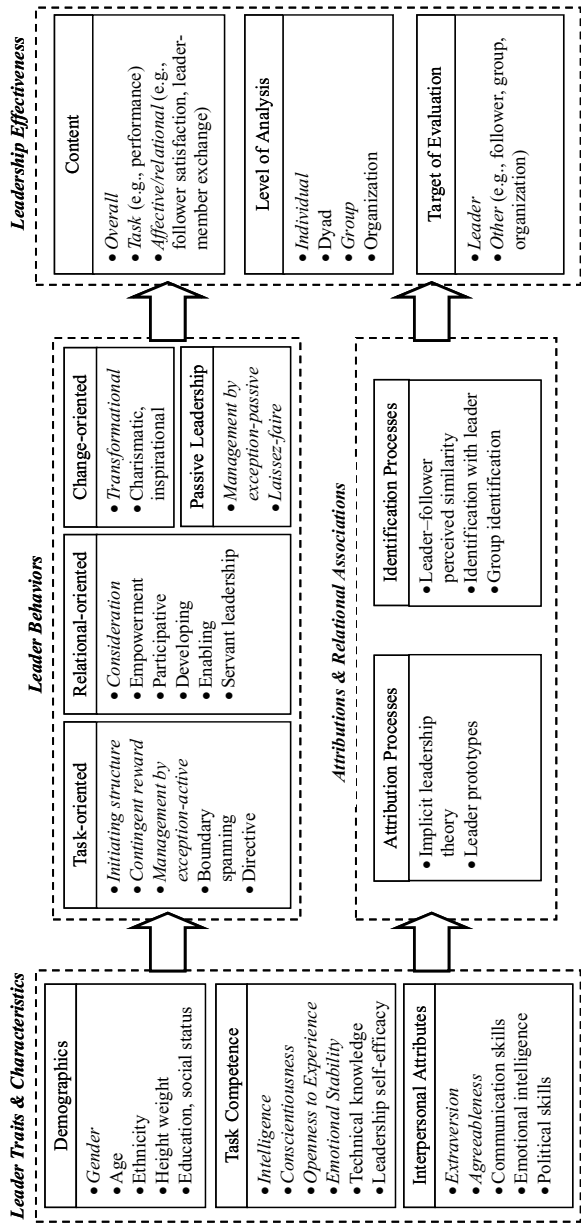 Leader Traits & Characteristics
Demographics
• Gender
• Age
• Ethnicity
• Height weight
• Education, social status
Task Competence
• Intelligence
• Conscientiousness
• Openness to Experience
• Emotional Stability
• Technical knowledge
• Leadership self-efficacy
Interpersonal Attributes
• Extraversion
• Agreeableness
• Communication skills
• Emotional intelligence
• Political skills
Leader Behaviors
Task-oriented
• Initiating structure
• Contingent reward
• Management by
exception-active
• Boundary
spanning
• Directive
Relational-oriented
• Consideration
• Empowerment
• Participative
• Developing
• Enabling
• Servant leadership
Change-oriented
• Transformational
• Charismatic,
inspirational
Passive Leadership
• Management by
exception-passive
• Laissez-faire
Attributions & Relational Associations
Attribution Processes
• Implicit leadership
theory
• Leader prototypes
Identification Processes
• Leader–follower
perceived similarity
• Identification with leader
• Group identification
Leadership Effectiveness
Content
• Overall
• Task (e.g., performance)
• Affective/relational (e.g.,
follower satisfaction, leader-
member exchange)
Level of Analysis
• Individual
• Dyad
• Group
• Organization
Target of Evaluation
• Leader
• Other (e.g., follower, group,
organization)